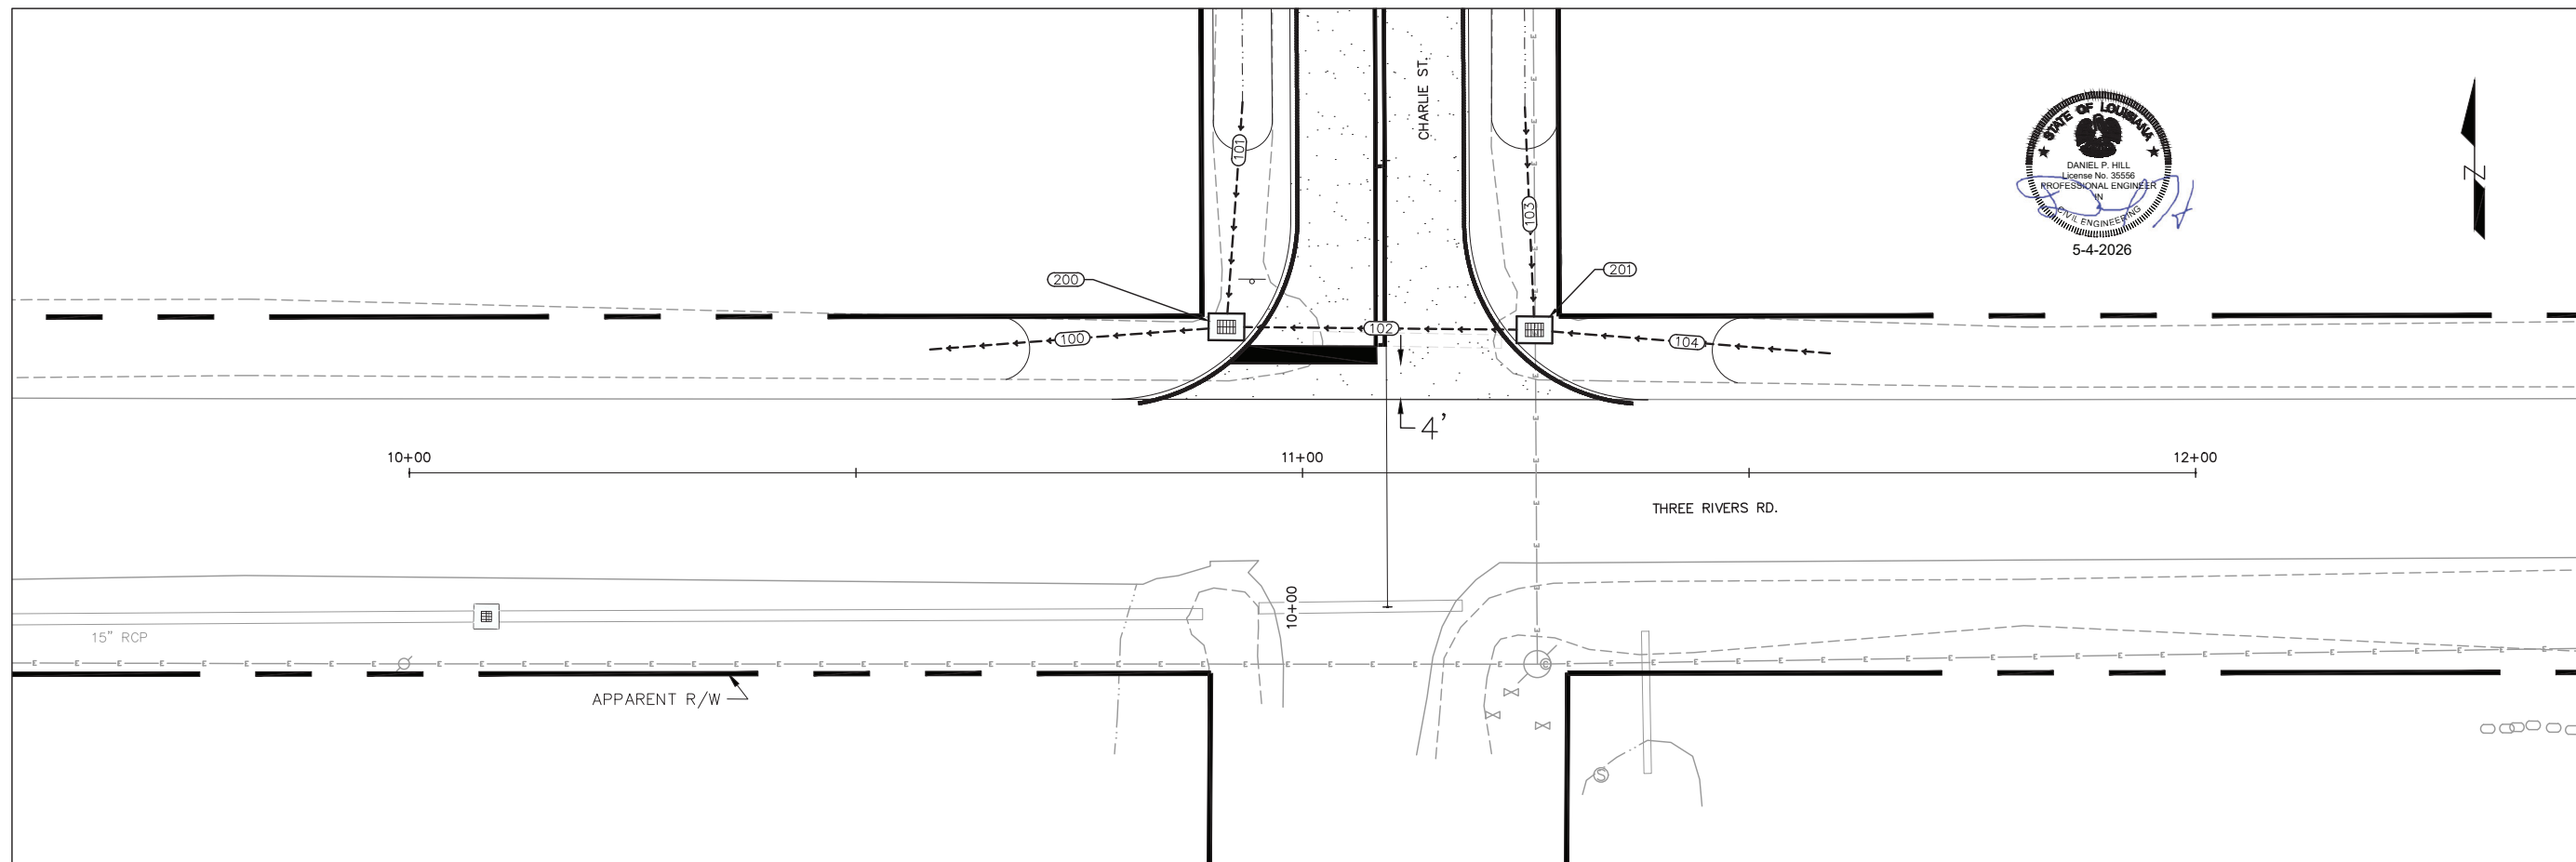 CHARLIE ST.
STATE OF LOUISIANA
DANIEL P. HILL
License No. 35556
PROFESSIONAL ENGINEER
IN
CIVIL ENGINEERING
5-4-2026
N
101
103
200
201
100
102
104
4'
10+00
11+00
12+00
THREE RIVERS RD.
10+00
15" RCP
E
S
APPARENT R/W